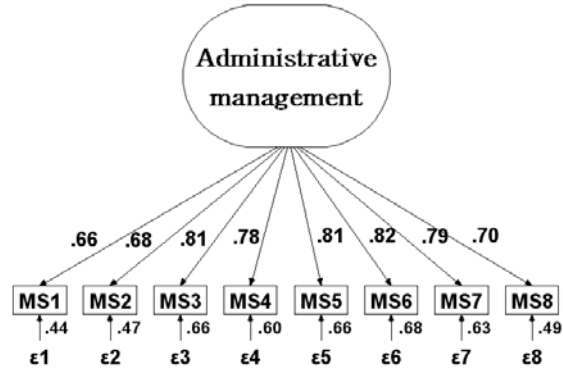 Administrative
management
.66 .68 .81 .78 .81 .82 .79 .70
MS1 MS2 MS3 MS4 MS5 MS6 MS7 MS8
.44 .47 .66 .60 .66 .68 .63 .49
ε1 ε2 ε3 ε4 ε5 ε6 ε7 ε8